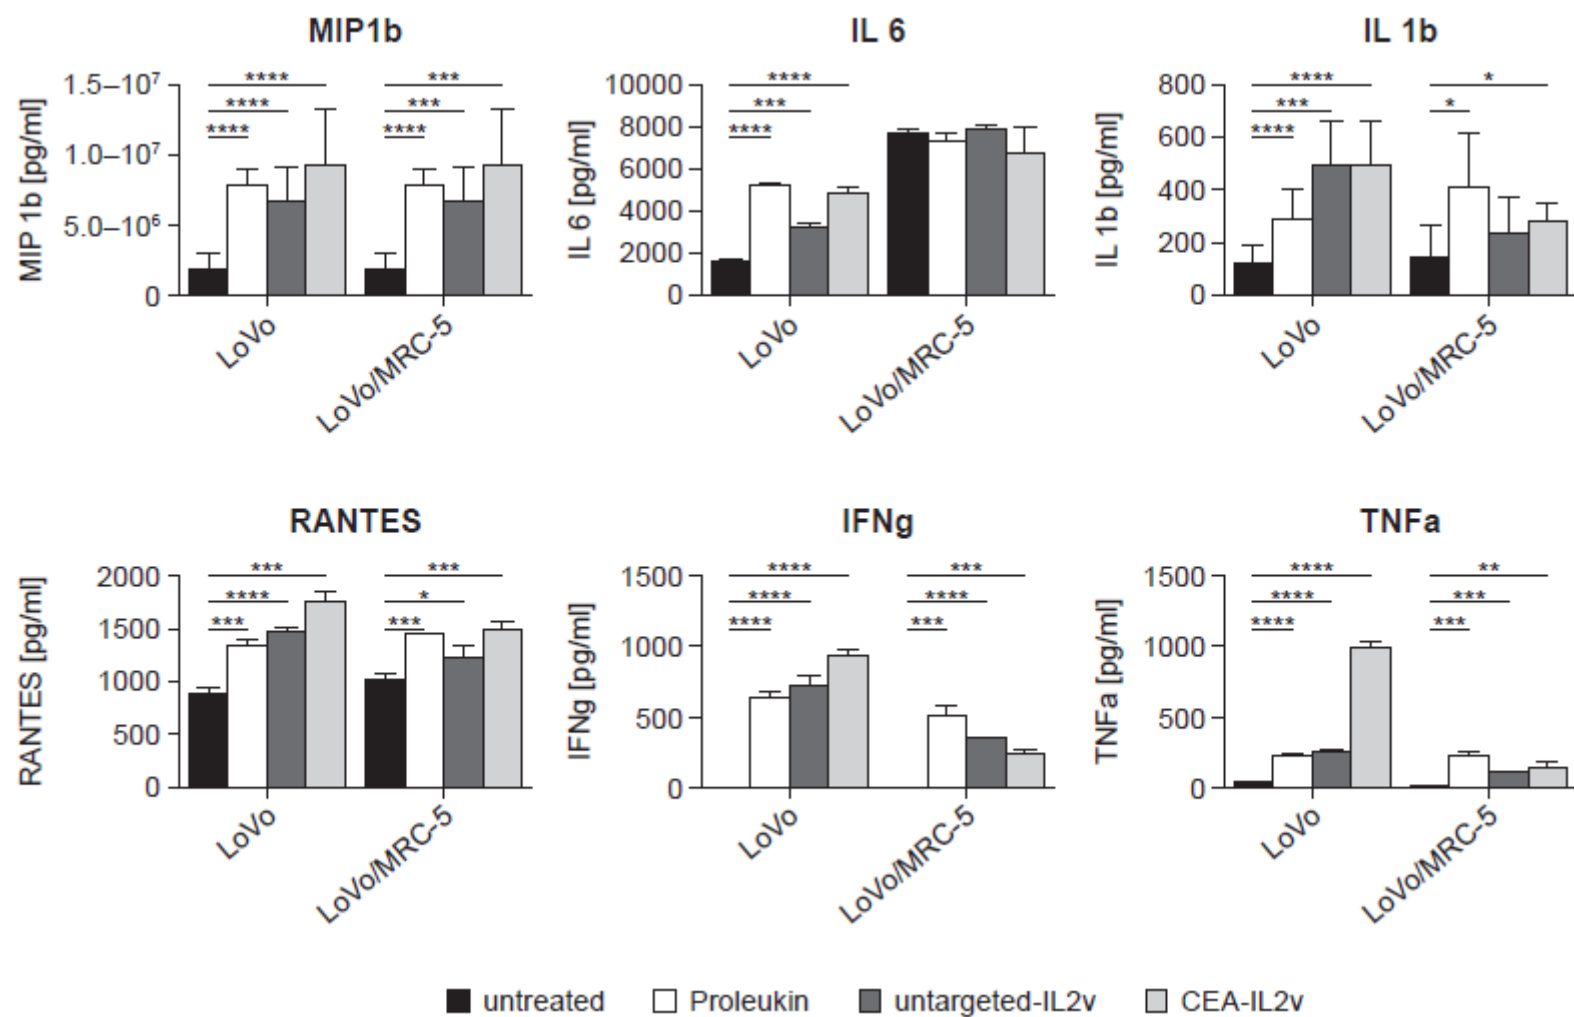 MIP1b
MIP 1b [pg/ml]
1.5–10⁷
1.0–10⁷
5.0–10⁶
0
****
****
****
***
***
****
LoVo
LoVo/MRC-5
IL 6
IL 6 [pg/ml]
10000
8000
6000
4000
2000
0
****
***
****
LoVo
LoVo/MRC-5
IL 1b
IL 1b [pg/ml]
800
600
400
200
0
****
***
****
*
*
LoVo
LoVo/MRC-5
RANTES
RANTES [pg/ml]
2000
1500
1000
500
0
***
****
***
***
*
***
LoVo
LoVo/MRC-5
IFNg
IFNg [pg/ml]
1500
1000
500
0
****
****
****
***
****
***
LoVo
LoVo/MRC-5
TNFa
TNFa [pg/ml]
1500
1000
500
0
****
****
****
**
***
***
LoVo
LoVo/MRC-5
untreated Proleukin untargeted-IL2v CEA-IL2v